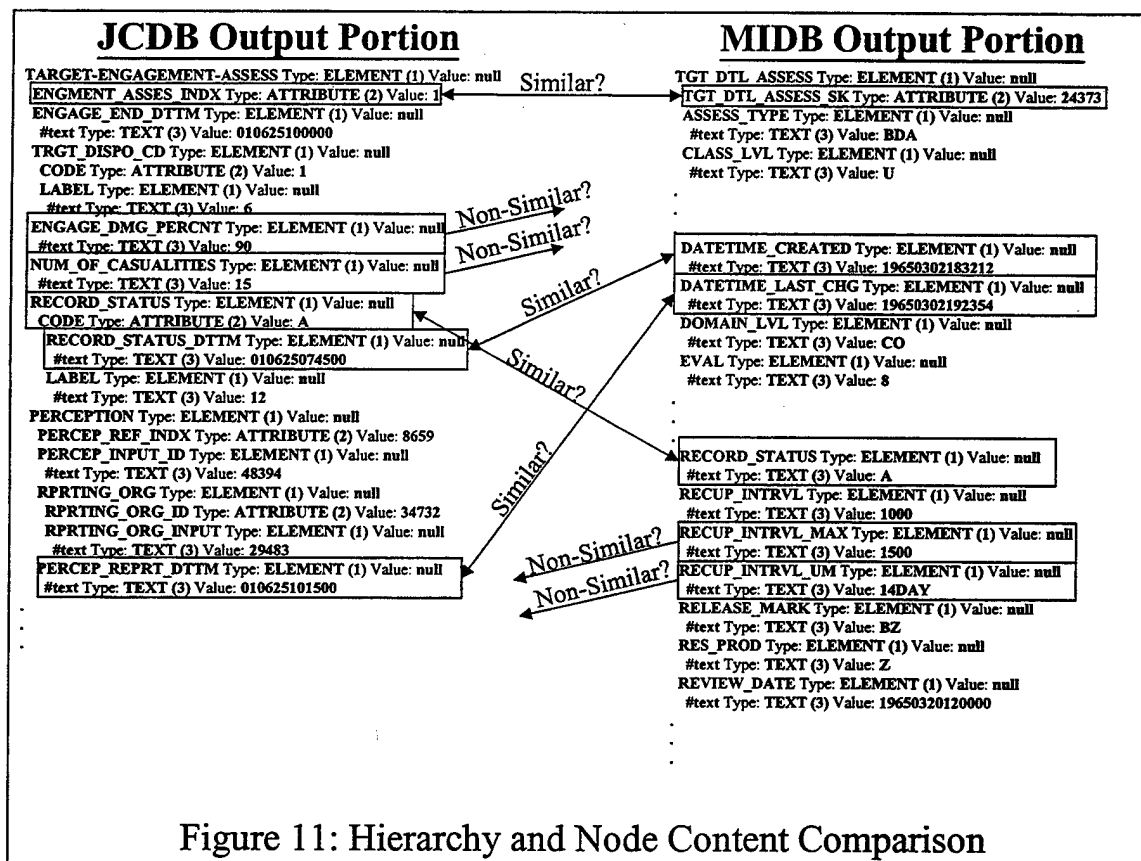 JCDB Output Portion
TARGET-ENGAGEMENT-ASSESS Type: ELEMENT (1) Value: null
ENGMENT_ASSES_INDX Type: ATTRIBUTE (2) Value: 1
ENGAGE_END_DTTM Type: ELEMENT (1) Value: null
#text Type: TEXT (3) Value: 010625100000
TRGT_DISPO_CD Type: ELEMENT (1) Value: null
CODE Type: ATTRIBUTE (2) Value: 1
LABEL Type: ELEMENT (1) Value: null
#text Type: TEXT (3) Value: 6
ENGAGE_DMG_PERCNT Type: ELEMENT (1) Value: null
#text Type: TEXT (3) Value: 90
NUM_OF_CASUALITIES Type: ELEMENT (1) Value: null
#text Type: TEXT (3) Value: 15
RECORD_STATUS Type: ELEMENT (1) Value: null
CODE Type: ATTRIBUTE (2) Value: A
RECORD_STATUS_DTTM Type: ELEMENT (1) Value: null
#text Type: TEXT (3) Value: 010625074500
LABEL Type: ELEMENT (1) Value: null
#text Type: TEXT (3) Value: 12
PERCEPTION Type: ELEMENT (1) Value: null
PERCEP_REF_INDX Type: ATTRIBUTE (2) Value: 8659
PERCEP_INPUT_ID Type: ELEMENT (1) Value: null
#text Type: TEXT (3) Value: 48394
RPRTING_ORG Type: ELEMENT (1) Value: null
RPRTING_ORG_ID Type: ATTRIBUTE (2) Value: 34732
RPRTING_ORG_INPUT Type: ELEMENT (1) Value: null
#text Type: TEXT (3) Value: 29483
PERCEP_REPRT_DTTM Type: ELEMENT (1) Value: null
#text Type: TEXT (3) Value: 010625101500
Similar?
Non-Similar?
Non-Similar?
Similar?
Similar?
Similar?
Non-Similar?
Non-Similar?
MIDB Output Portion
TGT_DTL_ASSESS Type: ELEMENT (1) Value: null
TGT_DTL_ASSESS_SK Type: ATTRIBUTE (2) Value: 24373
ASSESS_TYPE Type: ELEMENT (1) Value: null
#text Type: TEXT (3) Value: BDA
CLASS_LVL Type: ELEMENT (1) Value: null
#text Type: TEXT (3) Value: U
DATETIME_CREATED Type: ELEMENT (1) Value: null
#text Type: TEXT (3) Value: 19650302183212
DATETIME_LAST_CHG Type: ELEMENT (1) Value: null
#text Type: TEXT (3) Value: 19650302192354
DOMAIN_LVL Type: ELEMENT (1) Value: null
#text Type: TEXT (3) Value: CO
EVAL Type: ELEMENT (1) Value: null
#text Type: TEXT (3) Value: 8
RECORD_STATUS Type: ELEMENT (1) Value: null
#text Type: TEXT (3) Value: A
RECUP_INTRVL Type: ELEMENT (1) Value: null
#text Type: TEXT (3) Value: 1000
RECUP_INTRVL_MAX Type: ELEMENT (1) Value: null
#text Type: TEXT (3) Value: 1500
RECUP_INTRVL_UM Type: ELEMENT (1) Value: null
#text Type: TEXT (3) Value: 14DAY
RELEASE_MARK Type: ELEMENT (1) Value: null
#text Type: TEXT (3) Value: BZ
RES_PROD Type: ELEMENT (1) Value: null
#text Type: TEXT (3) Value: Z
REVIEW_DATE Type: ELEMENT (1) Value: null
#text Type: TEXT (3) Value: 19650320120000
Figure 11: Hierarchy and Node Content Comparison